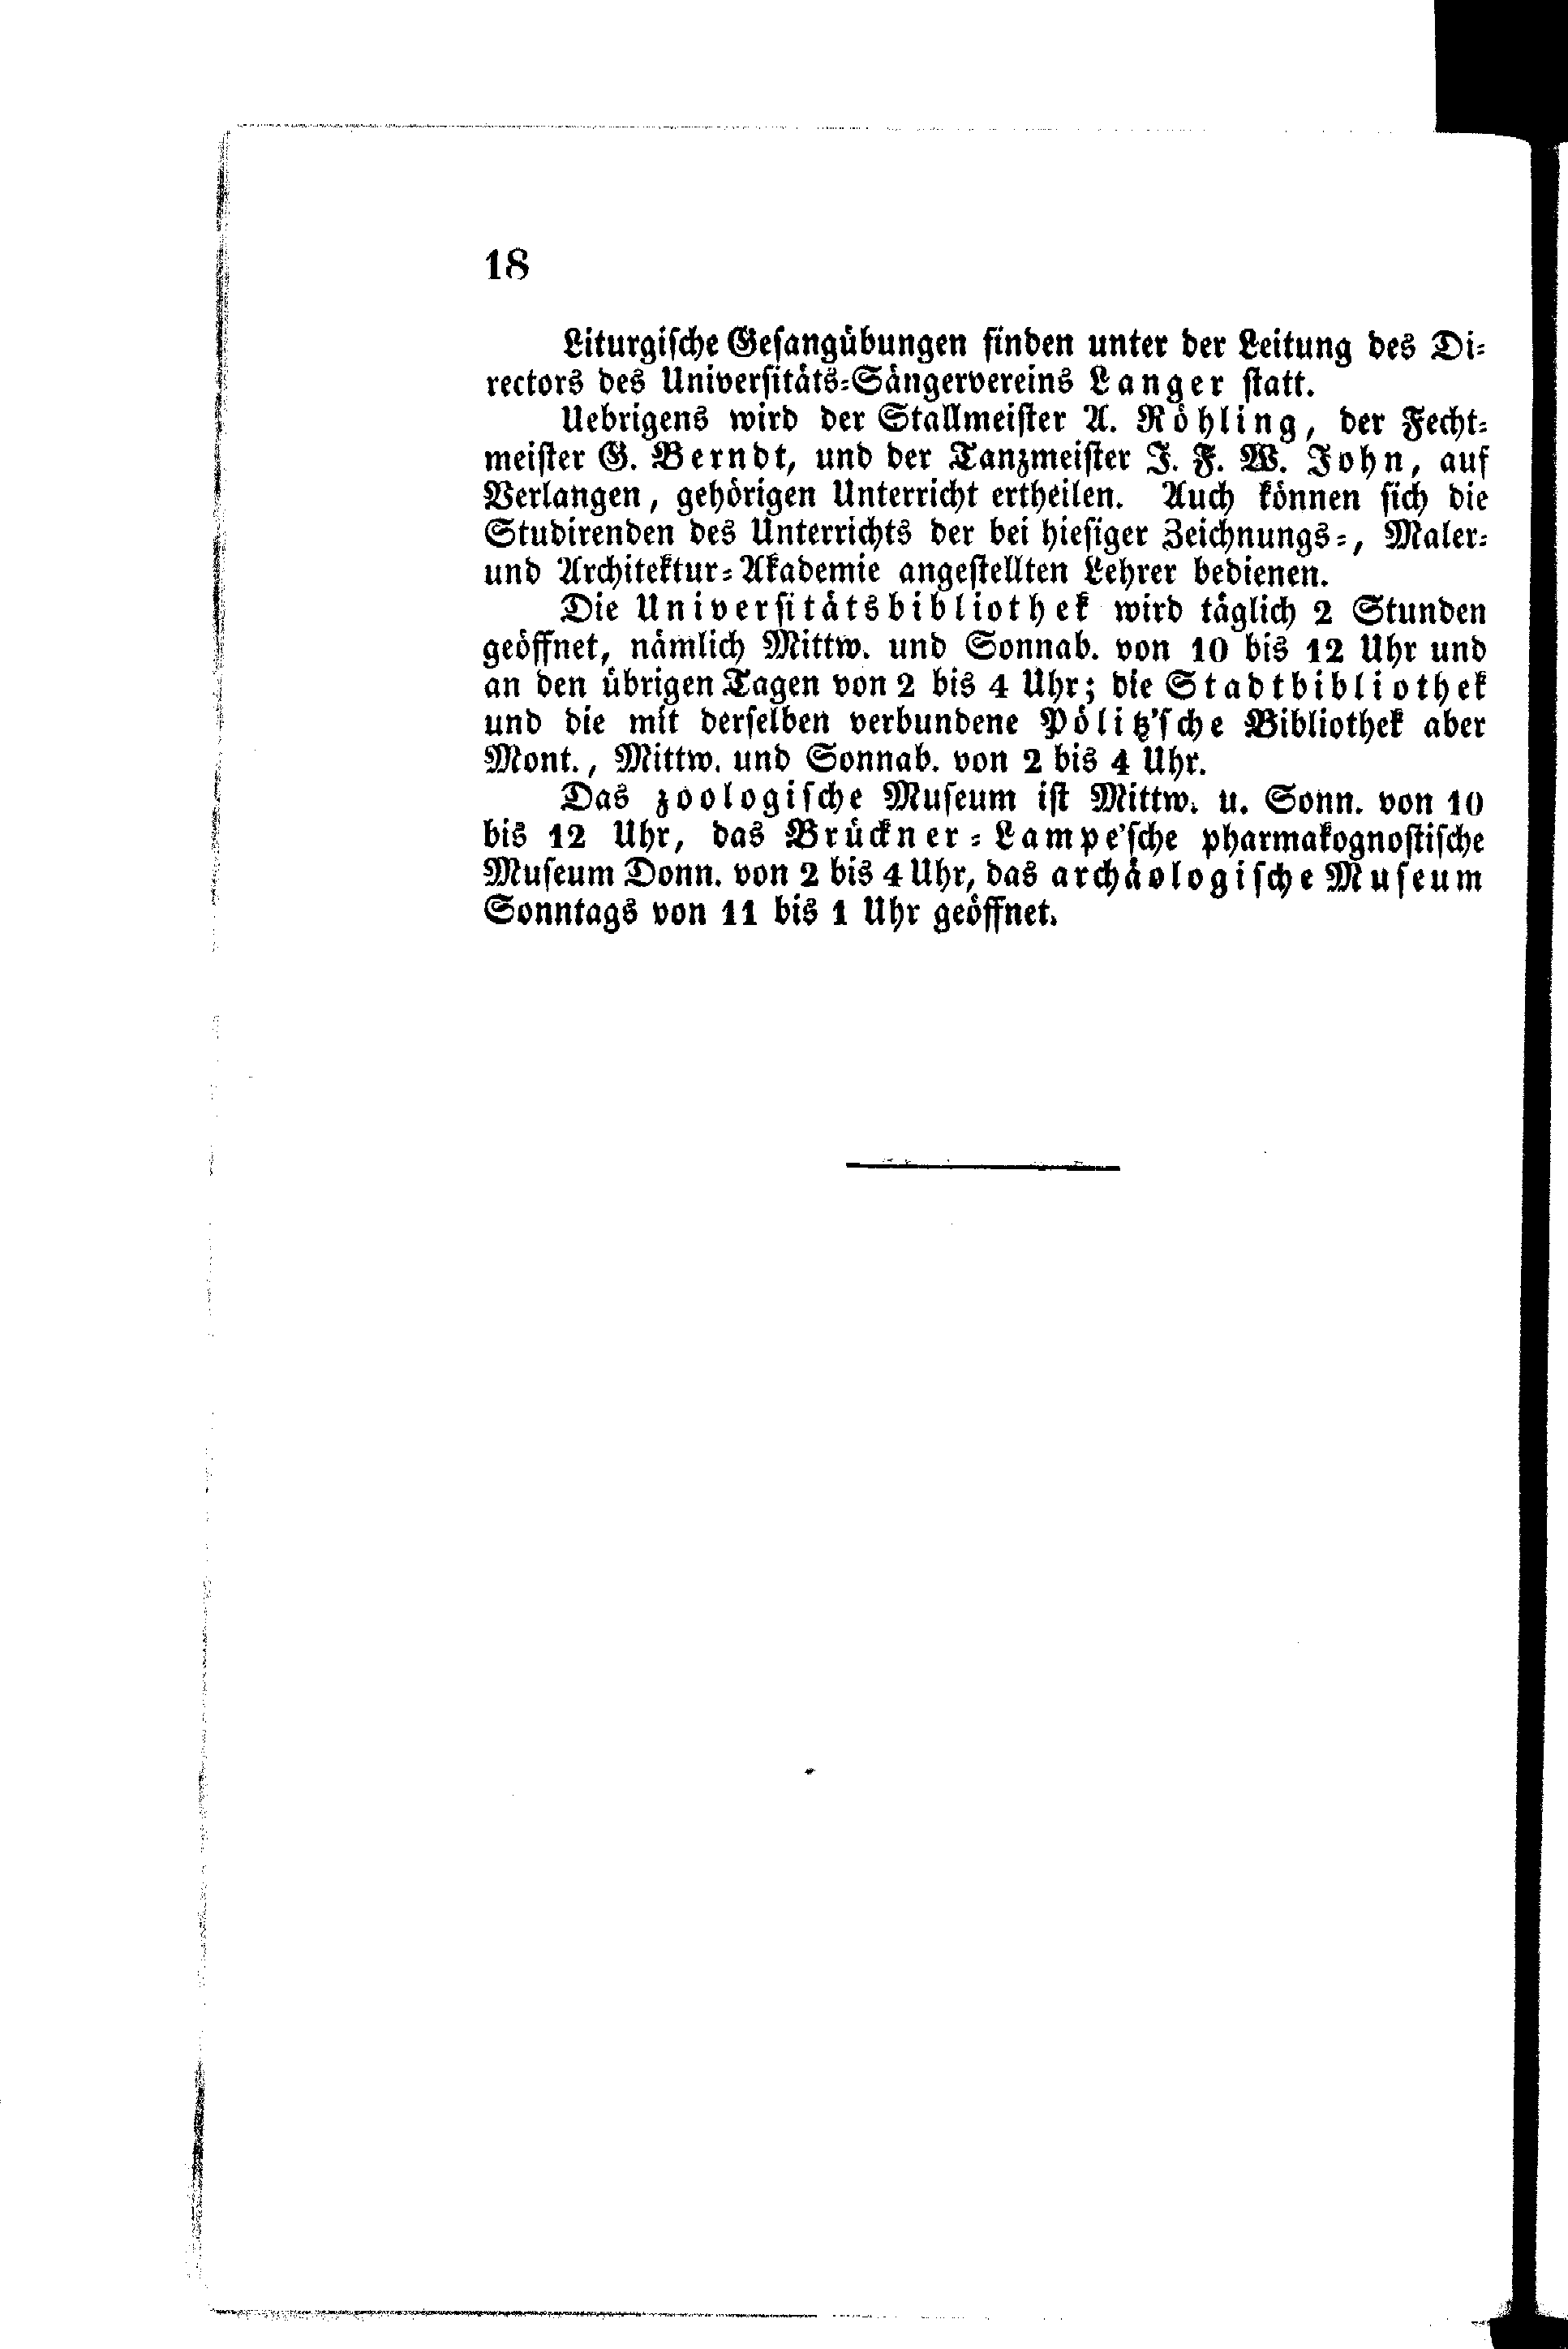 18
Liturgische Gesangübungen finden unter der Leitung des Di-
rectors des Universitäts-Sängervereins Langer statt.
Uebrigens wird der Stallmeister A. Röhling, der Fecht-
meister G. Berndt, und der Tanzmeister J. F. W. John, auf
Verlangen, gehörigen Unterricht ertheilen. Auch können sich die
Studirenden des Unterrichts der bei hiesiger Zeichnungs-, Maler-
und Architektur-Akademie angestellten Lehrer bedienen.
Die Universitätsbibliothek wird täglich 2 Stunden
geöffnet, nämlich Mittw. und Sonnab. von 10 bis 12 Uhr und
an den übrigen Tagen von 2 bis 4 Uhr; die Stadtbibliothek
und die mit derselben verbundene Pölitz'sche Bibliothek aber
Mont., Mittw. und Sonnab. von 2 bis 4 Uhr.
Das zoologische Museum ist Mittw. u. Sonn. von 10
bis 12 Uhr, das Brückner-Lampe'sche pharmakognostische
Museum Donn. von 2 bis 4 Uhr, das archäologische Museum
Sonntags von 11 bis 1 Uhr geöffnet.